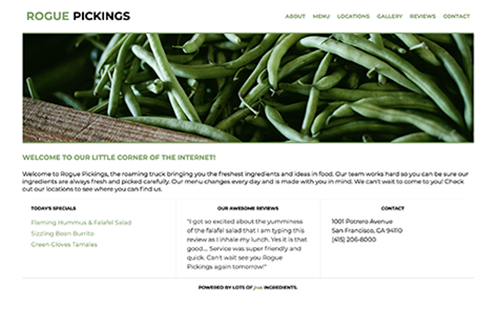 ROGUE PICKINGS
ABOUT MENU LOCATIONS GALLERY REVIEWS CONTACT
WELCOME TO OUR LITTLE CORNER OF THE INTERNET!
Welcome to Rogue Pickings, the roaming truck bringing you the freshest ingredients and ideas in food. Our team works hard so you can be sure our
ingredients are always fresh and picked carefully. Our menu changes every day and is made with you in mind. We can't wait to come to you! Check
out our locations to see where you can find us.
TODAY'S SPECIALS
Flaming Hummus & Falafel Salad
Sizzling Bean Burrito
Green Gloves Tamales
OUR AWESOME REVIEWS
"I got so excited about the yumminess
of the falafel salad that I am typing this
review as I inhale my lunch. Yes it is that
good.... Service was super friendly and
quick. Can't wait see you Rogue
Pickings again tomorrow!"
CONTACT
1001 Potrero Avenue
San Francisco, CA 94110
(415) 206-8000
POWERED BY LOTS OF fresh INGREDIENTS.